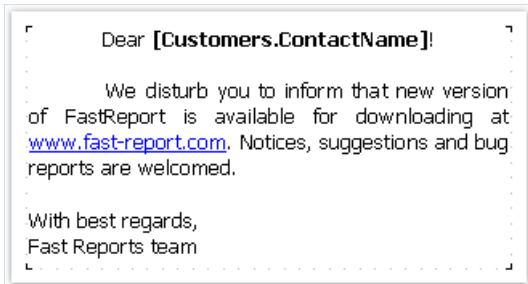 Dear [Customers.ContactName]!
We disturb you to inform that new version
of FastReport is available for downloading at
www.fast-report.com. Notices, suggestions and bug
reports are welcomed.
With best regards,
Fast Reports team